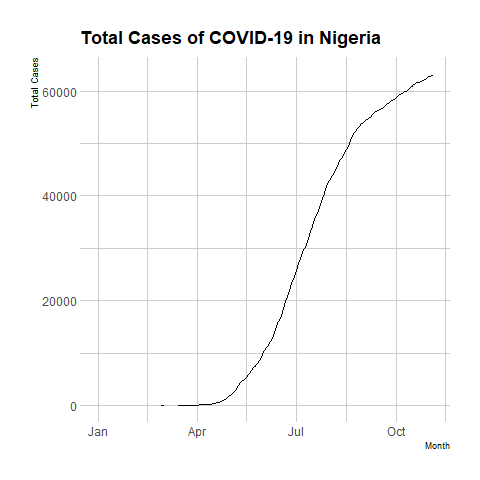 Total Cases of COVID-19 in Nigeria
Total Cases
60000
40000
20000
0
Jan Apr Jul Oct
Month